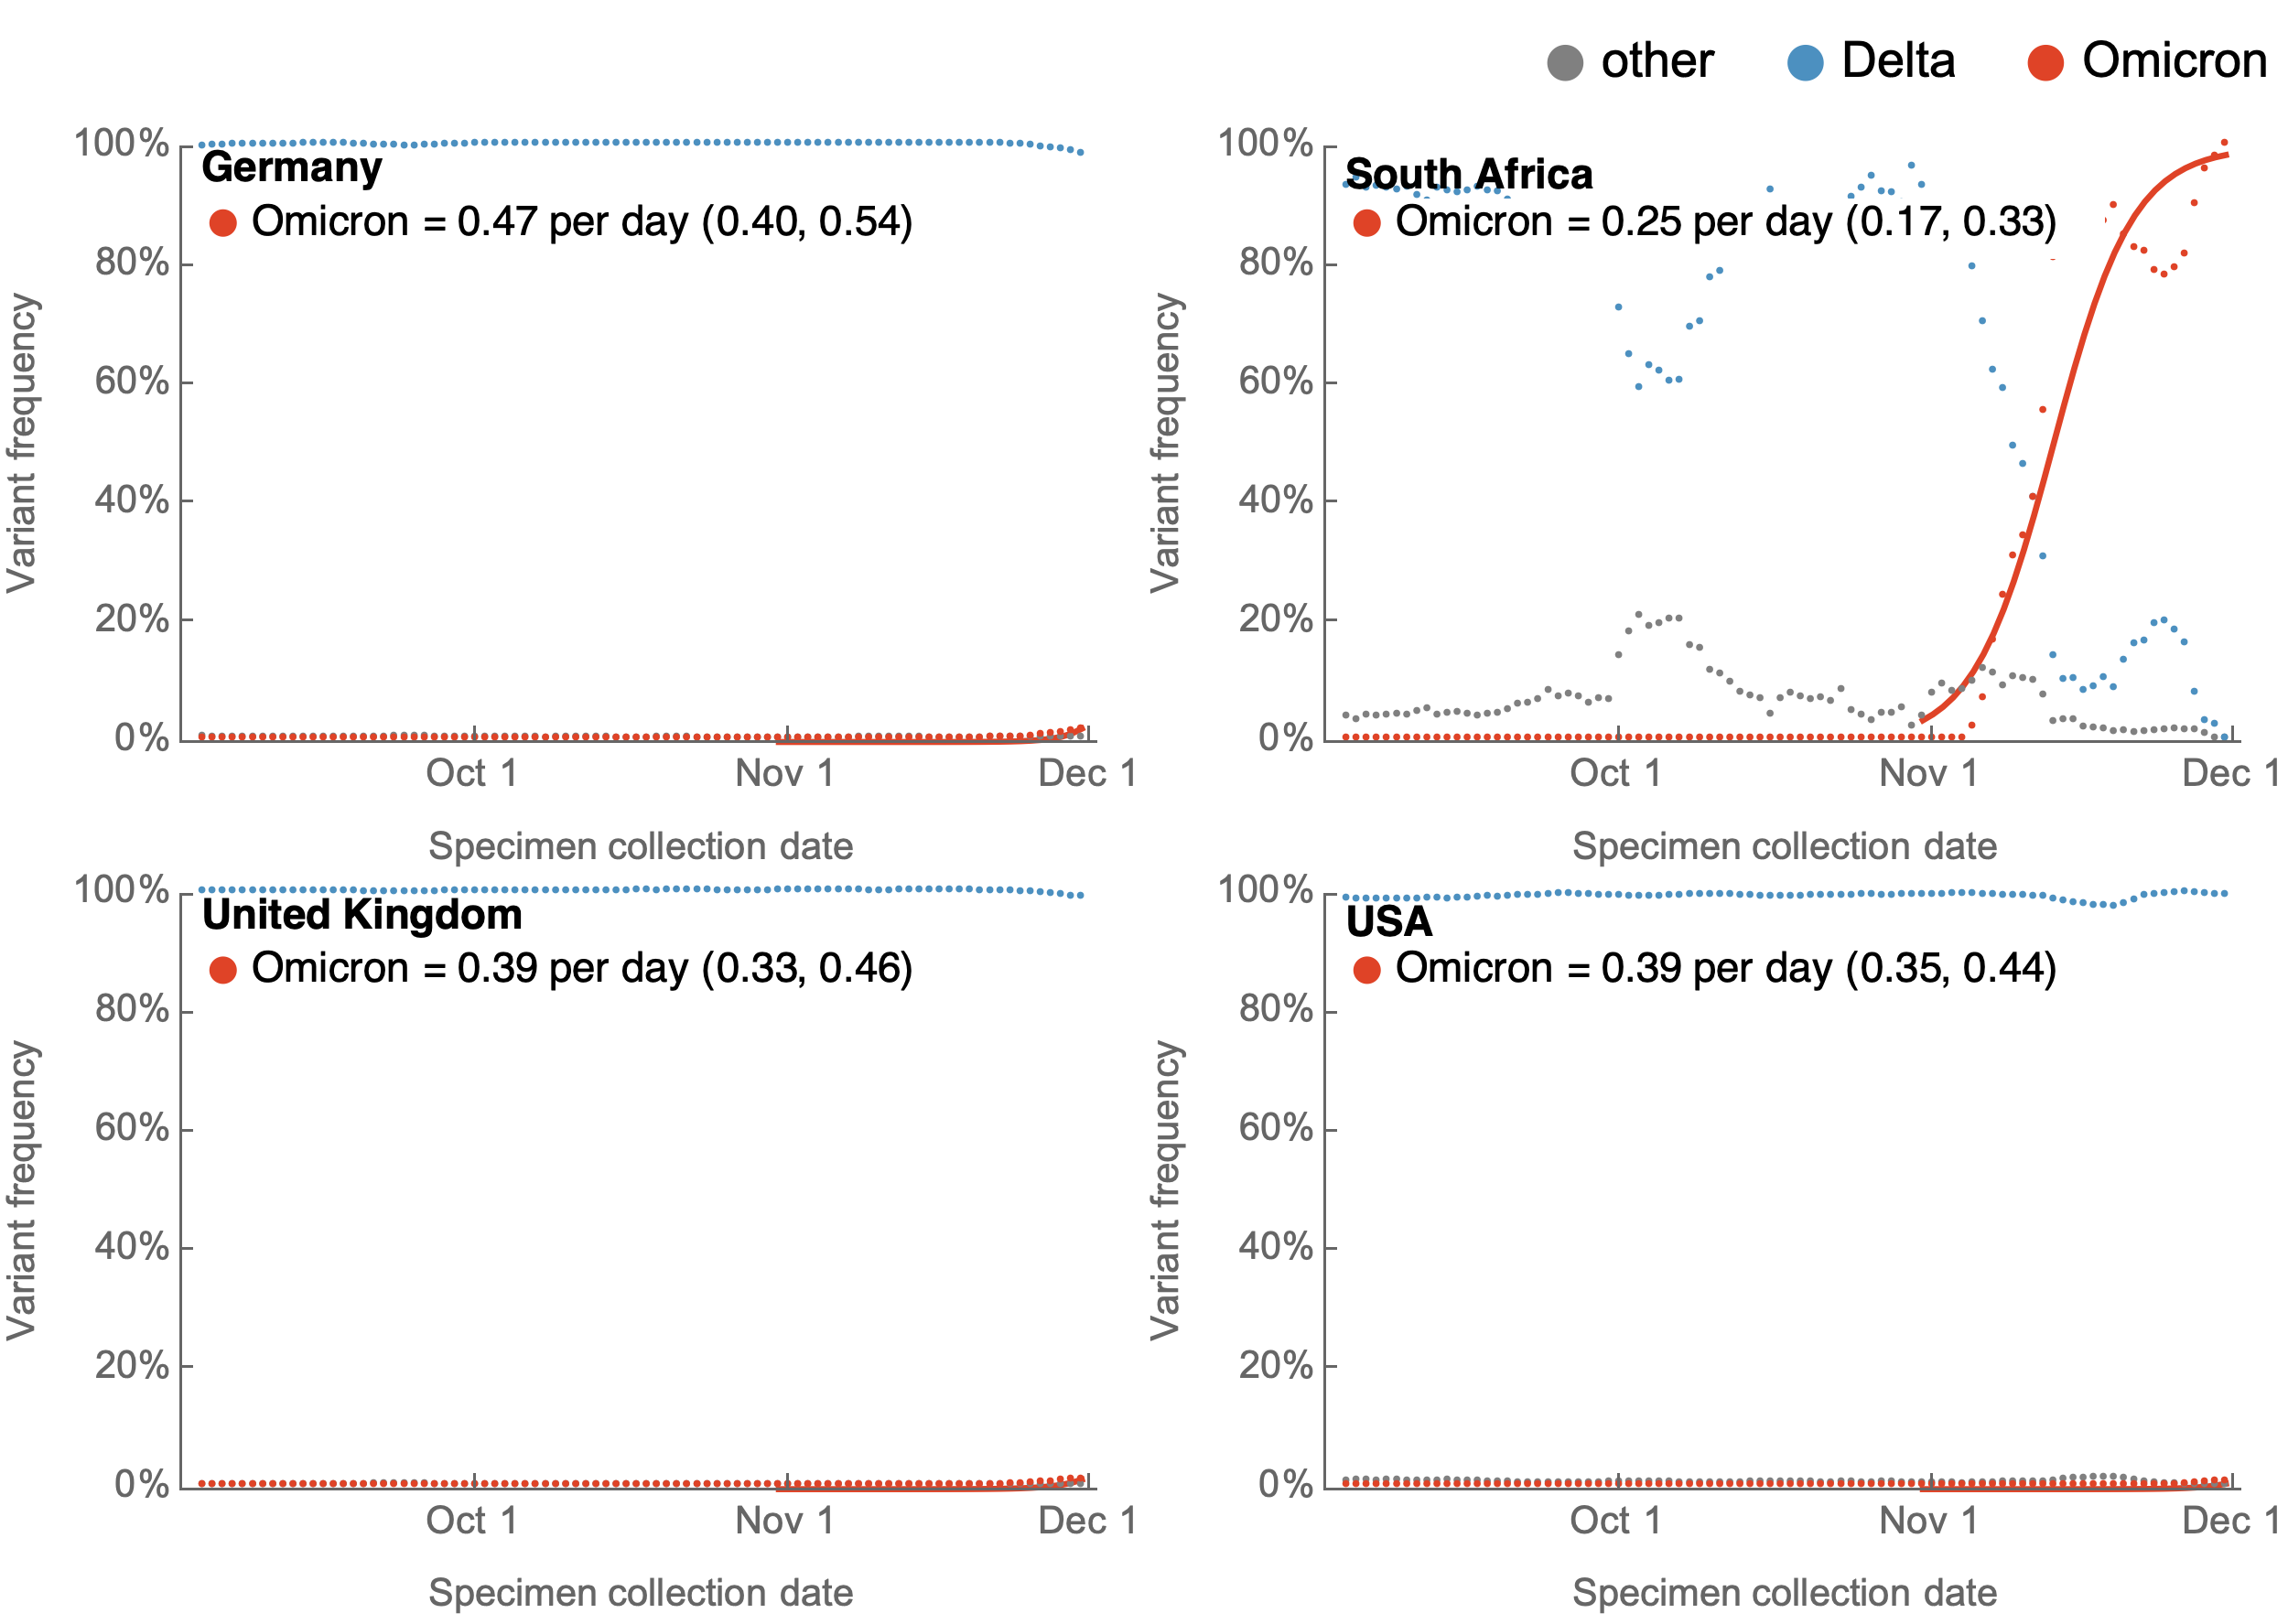 other Delta Omicron
100%
80%
60%
40%
20%
0%
Variant frequency
Germany
Omicron = 0.47 per day (0.40, 0.54)
Oct 1 Nov 1 Dec 1
Specimen collection date
100%
80%
60%
40%
20%
0%
Variant frequency
South Africa
Omicron = 0.25 per day (0.17, 0.33)
Oct 1 Nov 1 Dec 1
Specimen collection date
100%
80%
60%
40%
20%
0%
Variant frequency
United Kingdom
Omicron = 0.39 per day (0.33, 0.46)
Oct 1 Nov 1 Dec 1
Specimen collection date
100%
80%
60%
40%
20%
0%
Variant frequency
USA
Omicron = 0.39 per day (0.35, 0.44)
Oct 1 Nov 1 Dec 1
Specimen collection date